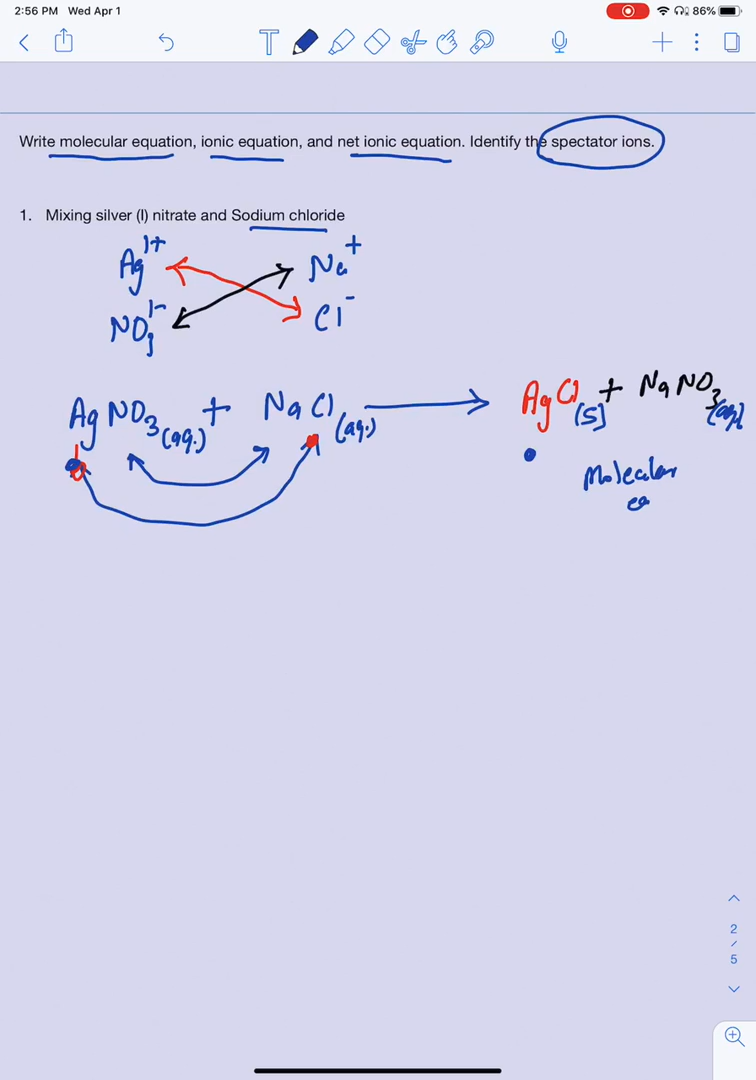 2:56 PM Wed Apr 1 86%
T
Write molecular equation, ionic equation, and net ionic equation. Identify the spectator ions.
1. Mixing silver (I) nitrate and Sodium chloride
Ag¹⁺ Na⁺
NO₃¹⁻ Cl⁻
AgNO₃(aq.) + NaCl(aq.) → AgCl(s) + NaNO₃(aq)
Molecular
eq
2
/
5